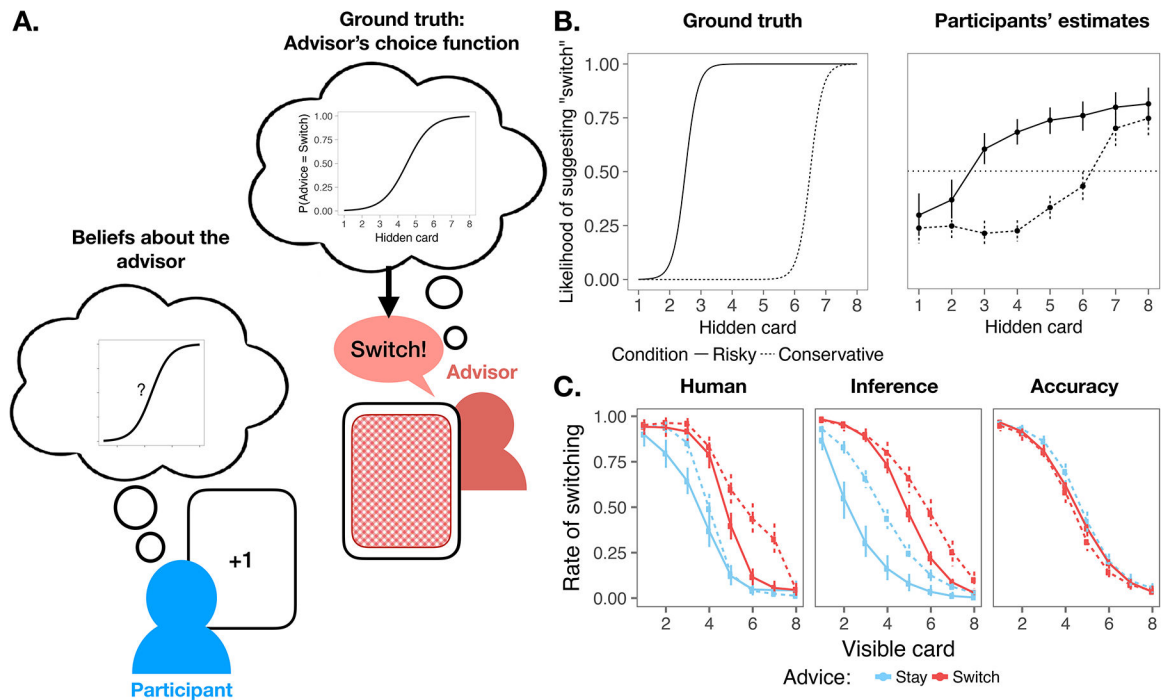 A.
Ground truth:
Advisor's choice function
P(Advice = Switch)
1.00
0.75
0.50
0.25
0.00
1 2 3 4 5 6 7 8
Hidden card
Beliefs about the
advisor
?
Switch!
Advisor
+1
Participant
B.
Ground truth
Participants' estimates
Likelihood of suggesting "switch"
1.00
0.75
0.50
0.25
0.00
1 2 3 4 5 6 7 8
Hidden card
1 2 3 4 5 6 7 8
Hidden card
Condition Risky Conservative
C.
Human
Inference
Accuracy
Rate of switching
1.00
0.75
0.50
0.25
0.00
2 4 6 8
2 4 6 8
2 4 6 8
Visible card
Advice: Stay Switch